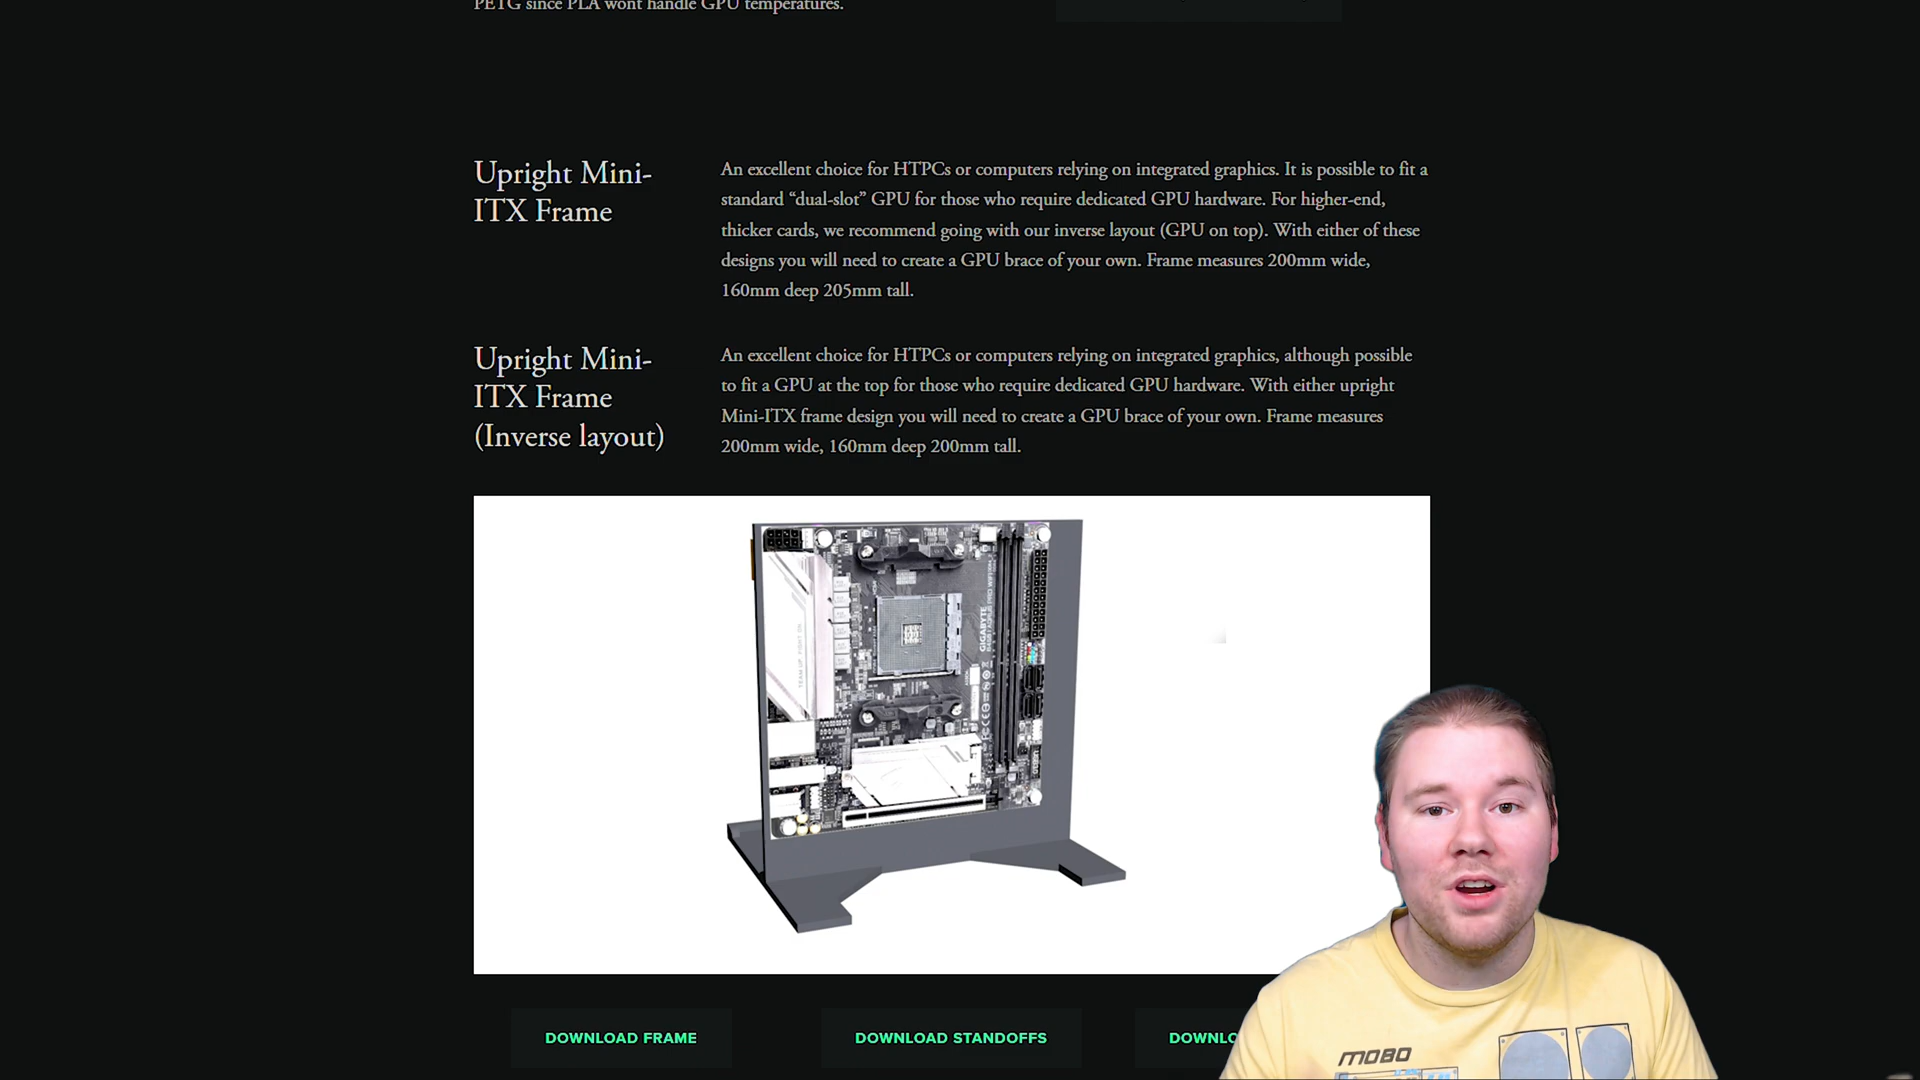 PETG since PLA wont handle GPU temperatures.
Upright Mini-
ITX Frame
An excellent choice for HTPCs or computers relying on integrated graphics. It is possible to fit a
standard “dual-slot” GPU for those who require dedicated GPU hardware. For higher-end,
thicker cards, we recommend going with our inverse layout (GPU on top). With either of these
designs you will need to create a GPU brace of your own. Frame measures 200mm wide,
160mm deep 205mm tall.
Upright Mini-
ITX Frame
(Inverse layout)
An excellent choice for HTPCs or computers relying on integrated graphics, although possible
to fit a GPU at the top for those who require dedicated GPU hardware. With either upright
Mini-ITX frame design you will need to create a GPU brace of your own. Frame measures
200mm wide, 160mm deep 200mm tall.
GIGABYTE
TEAM UP. FIGHT ON.
DOWNLOAD FRAME
DOWNLOAD STANDOFFS
DOWNLO
MOBO